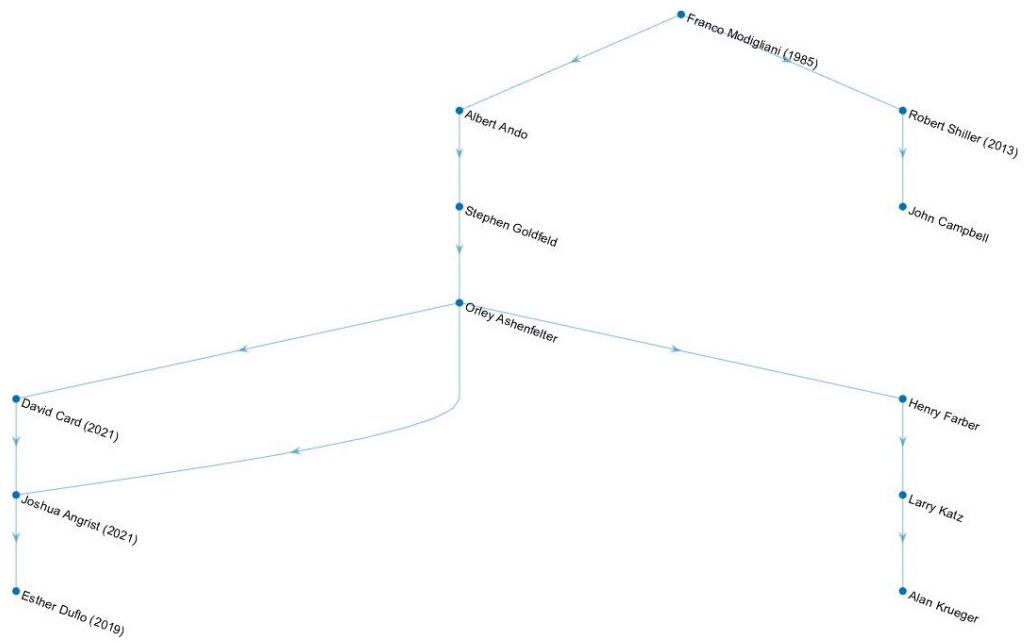 Franco Modigliani (1985)
Albert Ando
Robert Shiller (2013)
Stephen Goldfeld
John Campbell
Orley Ashenfelter
David Card (2021)
Henry Farber
Joshua Angrist (2021)
Larry Katz
Esther Duflo (2019)
Alan Krueger